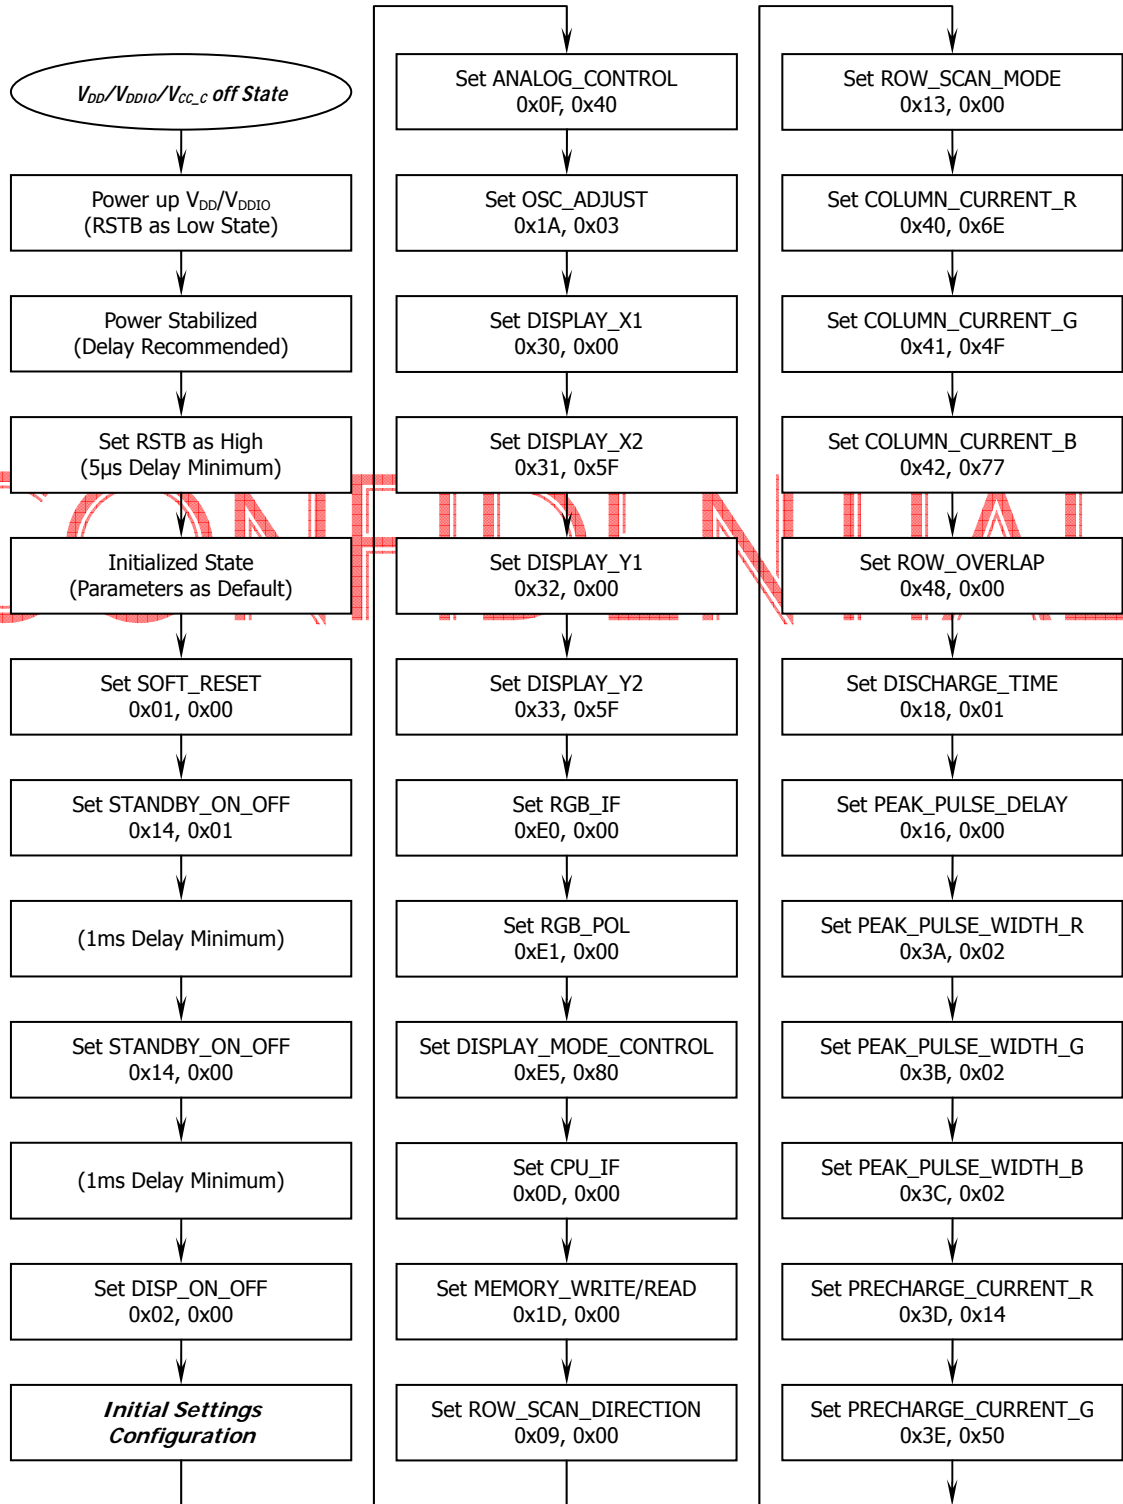 VDD/VDDIO/VCC_C off State
Power up VDD/VDDIO
(RSTB as Low State)
Power Stabilized
(Delay Recommended)
Set RSTB as High
(5µs Delay Minimum)
Initialized State
(Parameters as Default)
Set SOFT_RESET
0x01, 0x00
Set STANDBY_ON_OFF
0x14, 0x01
(1ms Delay Minimum)
Set STANDBY_ON_OFF
0x14, 0x00
(1ms Delay Minimum)
Set DISP_ON_OFF
0x02, 0x00
Initial Settings
Configuration
Set ANALOG_CONTROL
0x0F, 0x40
Set OSC_ADJUST
0x1A, 0x03
Set DISPLAY_X1
0x30, 0x00
Set DISPLAY_X2
0x31, 0x5F
Set DISPLAY_Y1
0x32, 0x00
Set DISPLAY_Y2
0x33, 0x5F
Set RGB_IF
0xE0, 0x00
Set RGB_POL
0xE1, 0x00
Set DISPLAY_MODE_CONTROL
0xE5, 0x80
Set CPU_IF
0x0D, 0x00
Set MEMORY_WRITE/READ
0x1D, 0x00
Set ROW_SCAN_DIRECTION
0x09, 0x00
Set ROW_SCAN_MODE
0x13, 0x00
Set COLUMN_CURRENT_R
0x40, 0x6E
Set COLUMN_CURRENT_G
0x41, 0x4F
Set COLUMN_CURRENT_B
0x42, 0x77
Set ROW_OVERLAP
0x48, 0x00
Set DISCHARGE_TIME
0x18, 0x01
Set PEAK_PULSE_DELAY
0x16, 0x00
Set PEAK_PULSE_WIDTH_R
0x3A, 0x02
Set PEAK_PULSE_WIDTH_G
0x3B, 0x02
Set PEAK_PULSE_WIDTH_B
0x3C, 0x02
Set PRECHARGE_CURRENT_R
0x3D, 0x14
Set PRECHARGE_CURRENT_G
0x3E, 0x50
CONFIDENTIAL